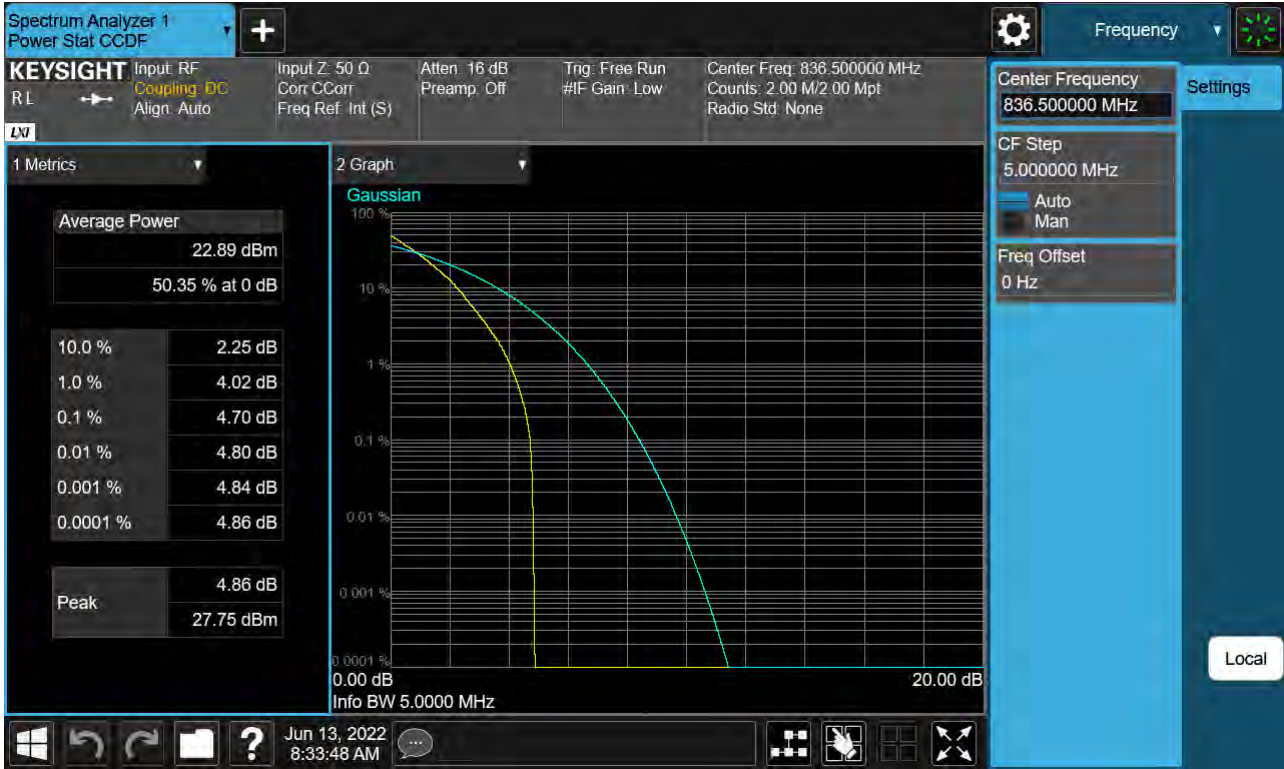 Spectrum Analyzer 1
Power Stat CCDF
Frequency
KEYSIGHT
R L
LXI
Input: RF
Coupling: DC
Align: Auto
Input Z: 50 Ω
Corr CCorr
Freq Ref: Int (S)
Atten: 16 dB
Preamp: Off
Trig: Free Run
#IF Gain: Low
Center Freq: 836.500000 MHz
Counts: 2.00 M/2.00 Mpt
Radio Std: None
Center Frequency
836.500000 MHz
Settings
CF Step
5.000000 MHz
Auto
Man
Freq Offset
0 Hz
Local
1 Metrics
Average Power
22.89 dBm
50.35 % at 0 dB
10.0 % 2.25 dB
1.0 % 4.02 dB
0.1 % 4.70 dB
0.01 % 4.80 dB
0.001 % 4.84 dB
0.0001 % 4.86 dB
Peak
4.86 dB
27.75 dBm
2 Graph
Gaussian
100 %
10 %
1 %
0.1 %
0.01 %
0.001 %
0.0001 %
0.00 dB 20.00 dB
Info BW 5.0000 MHz
?
Jun 13, 2022
8:33:48 AM